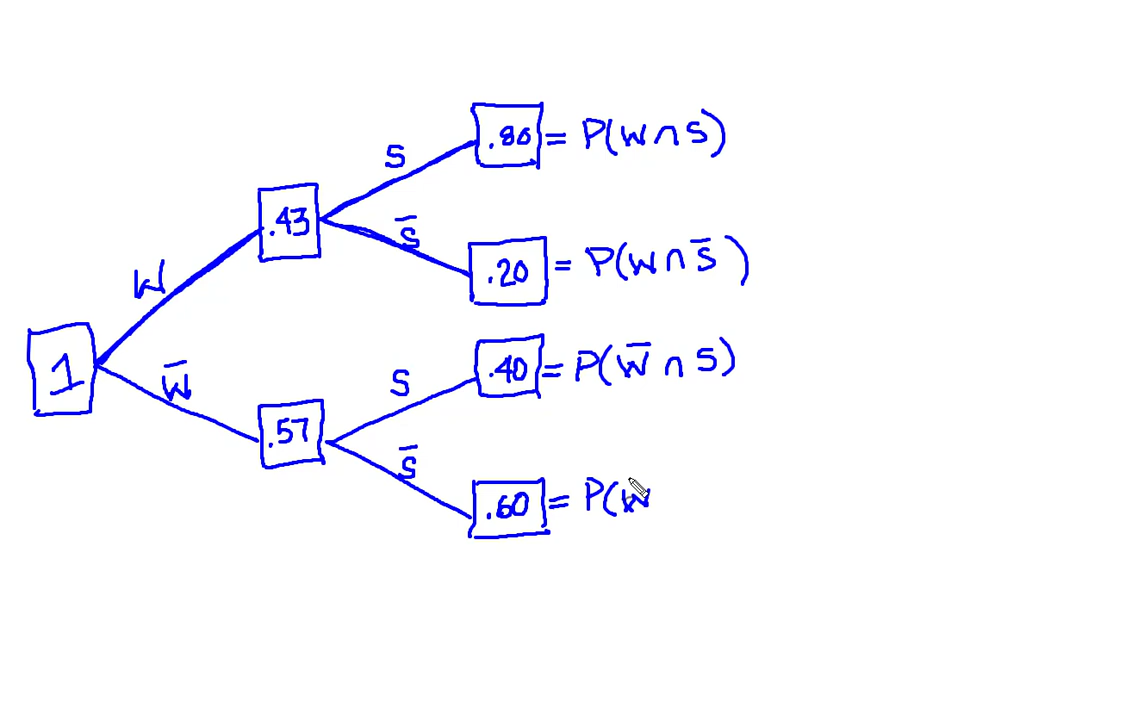 S .80 = P(W∩S)
.43
S̄ .20 = P(W∩S̄)
W
1
W̄
S .40 = P(W̄∩S)
.57
S̄ .60 = P(W